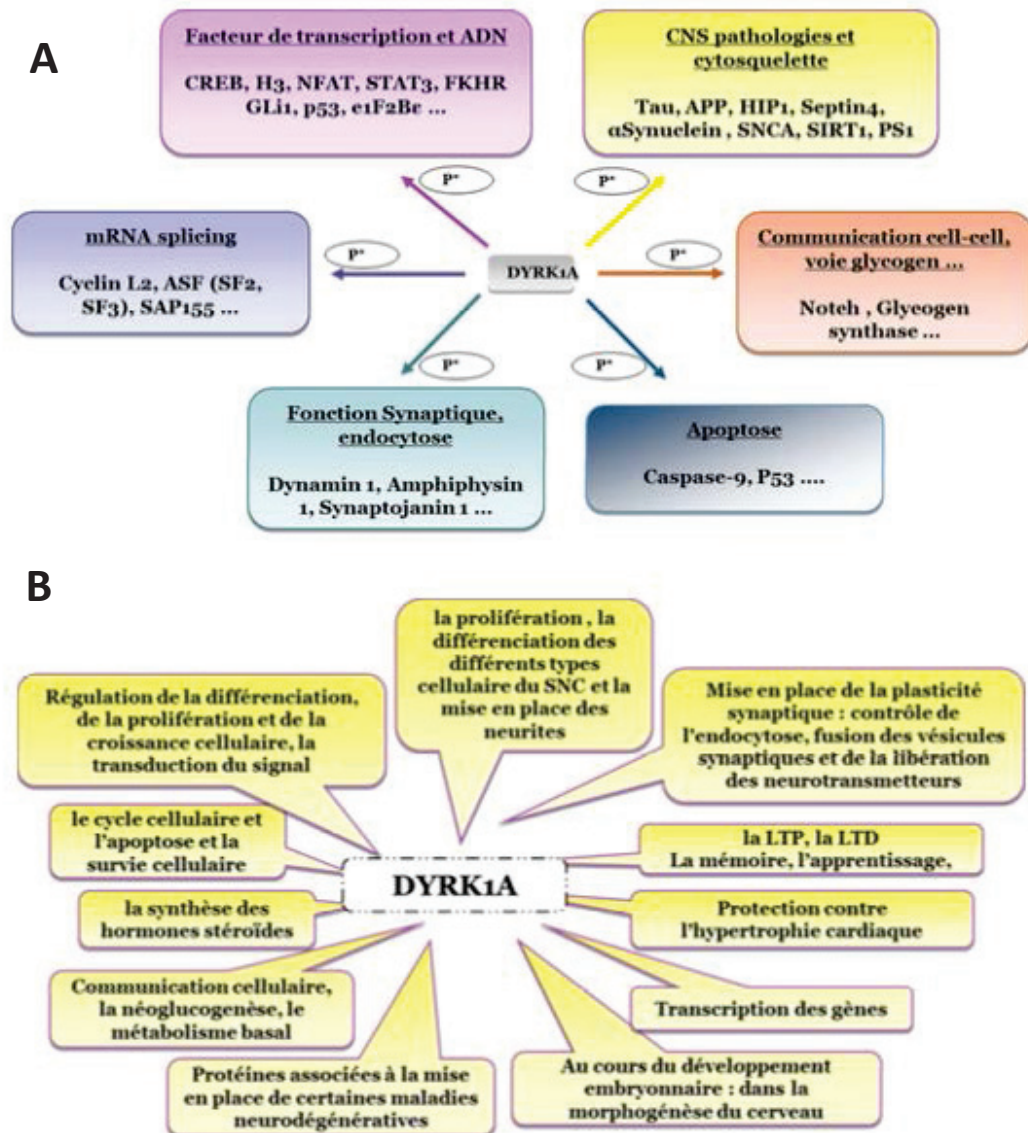 A
Facteur de transcription et ADN
CREB, H3, NFAT, STAT3, FKHR
GLi1, p53, e1F2Be ...
CNS pathologies et
cytosquelette
Tau, APP, HIP1, Septin4,
αSynuclein , SNCA, SIRT1, PS1
P⁺
P⁺
mRNA splicing
Cyclin L2, ASF (SF2,
SF3), SAP155 ...
P⁺
DYRK1A
P⁺
Communication cell-cell,
voie glycogen ...
Noteh , Glyeogen
synthase ...
P⁺
P⁺
Fonction Synaptique,
endocytose
Dynamin 1, Amphiphysin
1, Synaptojanin 1 ...
Apoptose
Caspase-9, P53 ....
B
la prolifération , la
différenciation des
différents types
cellulaire du SNC et la
mise en place des
neurites
Régulation de la différenciation,
de la prolifération et de la
croissance cellulaire, la
transduction du signal
Mise en place de la plasticité
synaptique : contrôle de
l'endocytose, fusion des vésicules
synaptiques et de la libération
des neurotransmetteurs
le cycle cellulaire et
l'apoptose et la
survie cellulaire
la LTP, la LTD
La mémoire, l'apprentissage,
DYRK1A
la synthèse des
hormones stéroïdes
Protection contre
l'hypertrophie cardiaque
Communication cellulaire,
la néoglucogenèse, le
métabolisme basal
Transcription des gènes
Protéines associées à la mise
en place de certaines maladies
neurodégénératives
Au cours du développement
embryonnaire : dans la
morphogénèse du cerveau